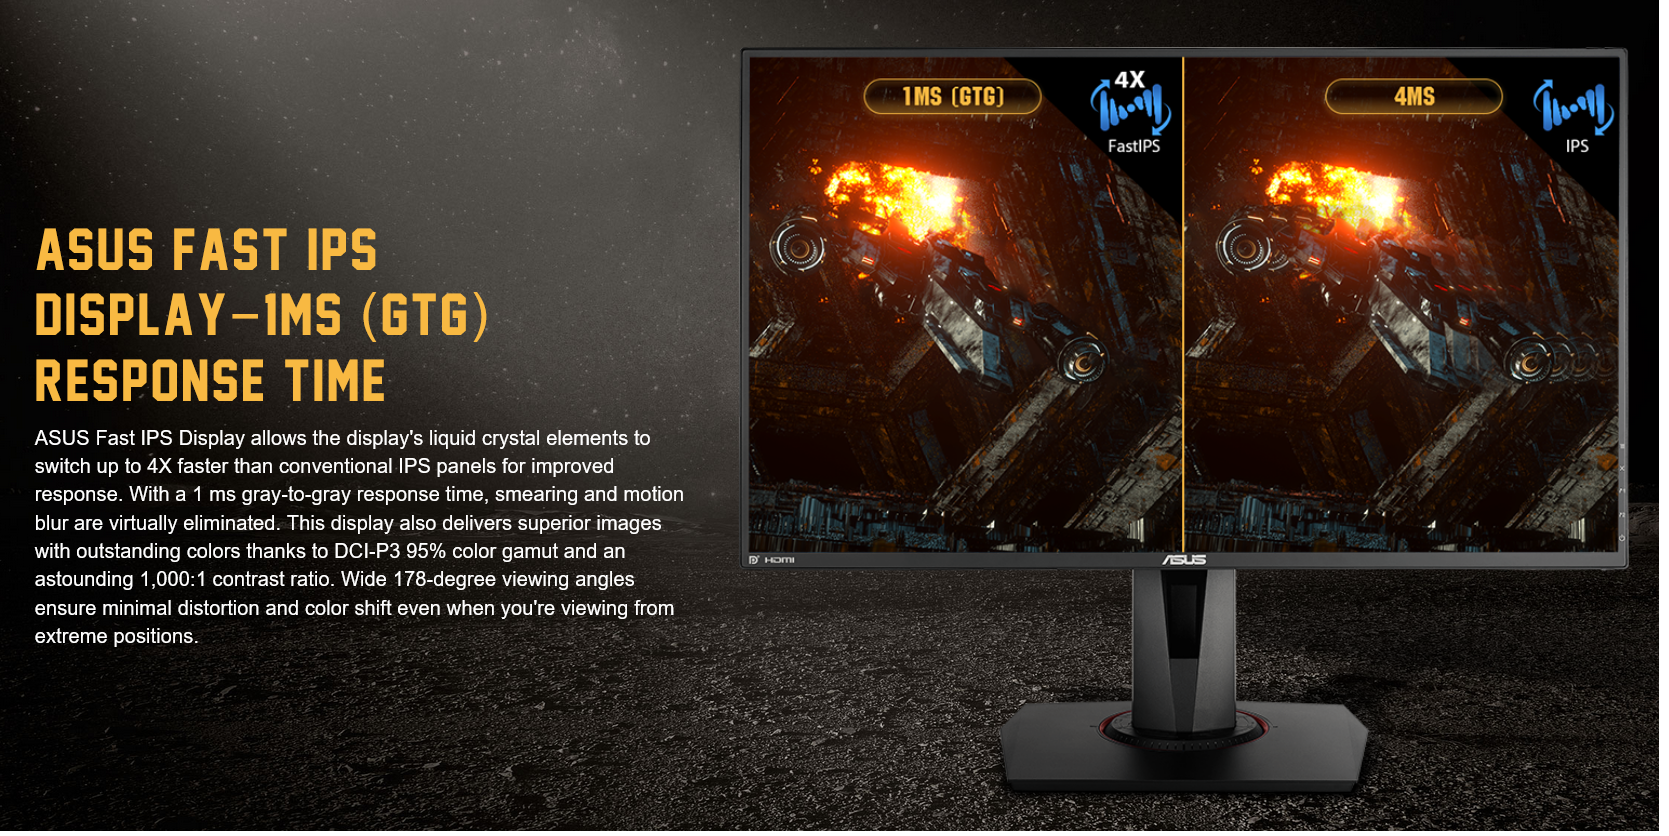 ASUS FAST IPS
DISPLAY-1MS (GTG)
RESPONSE TIME
ASUS Fast IPS Display allows the display's liquid crystal elements to
switch up to 4X faster than conventional IPS panels for improved
response. With a 1 ms gray-to-gray response time, smearing and motion
blur are virtually eliminated. This display also delivers superior images
with outstanding colors thanks to DCI-P3 95% color gamut and an
astounding 1,000:1 contrast ratio. Wide 178-degree viewing angles
ensure minimal distortion and color shift even when you're viewing from
extreme positions.
1MS (GTG)
4X
FastIPS
4MS
IPS
HDMI
ASUS